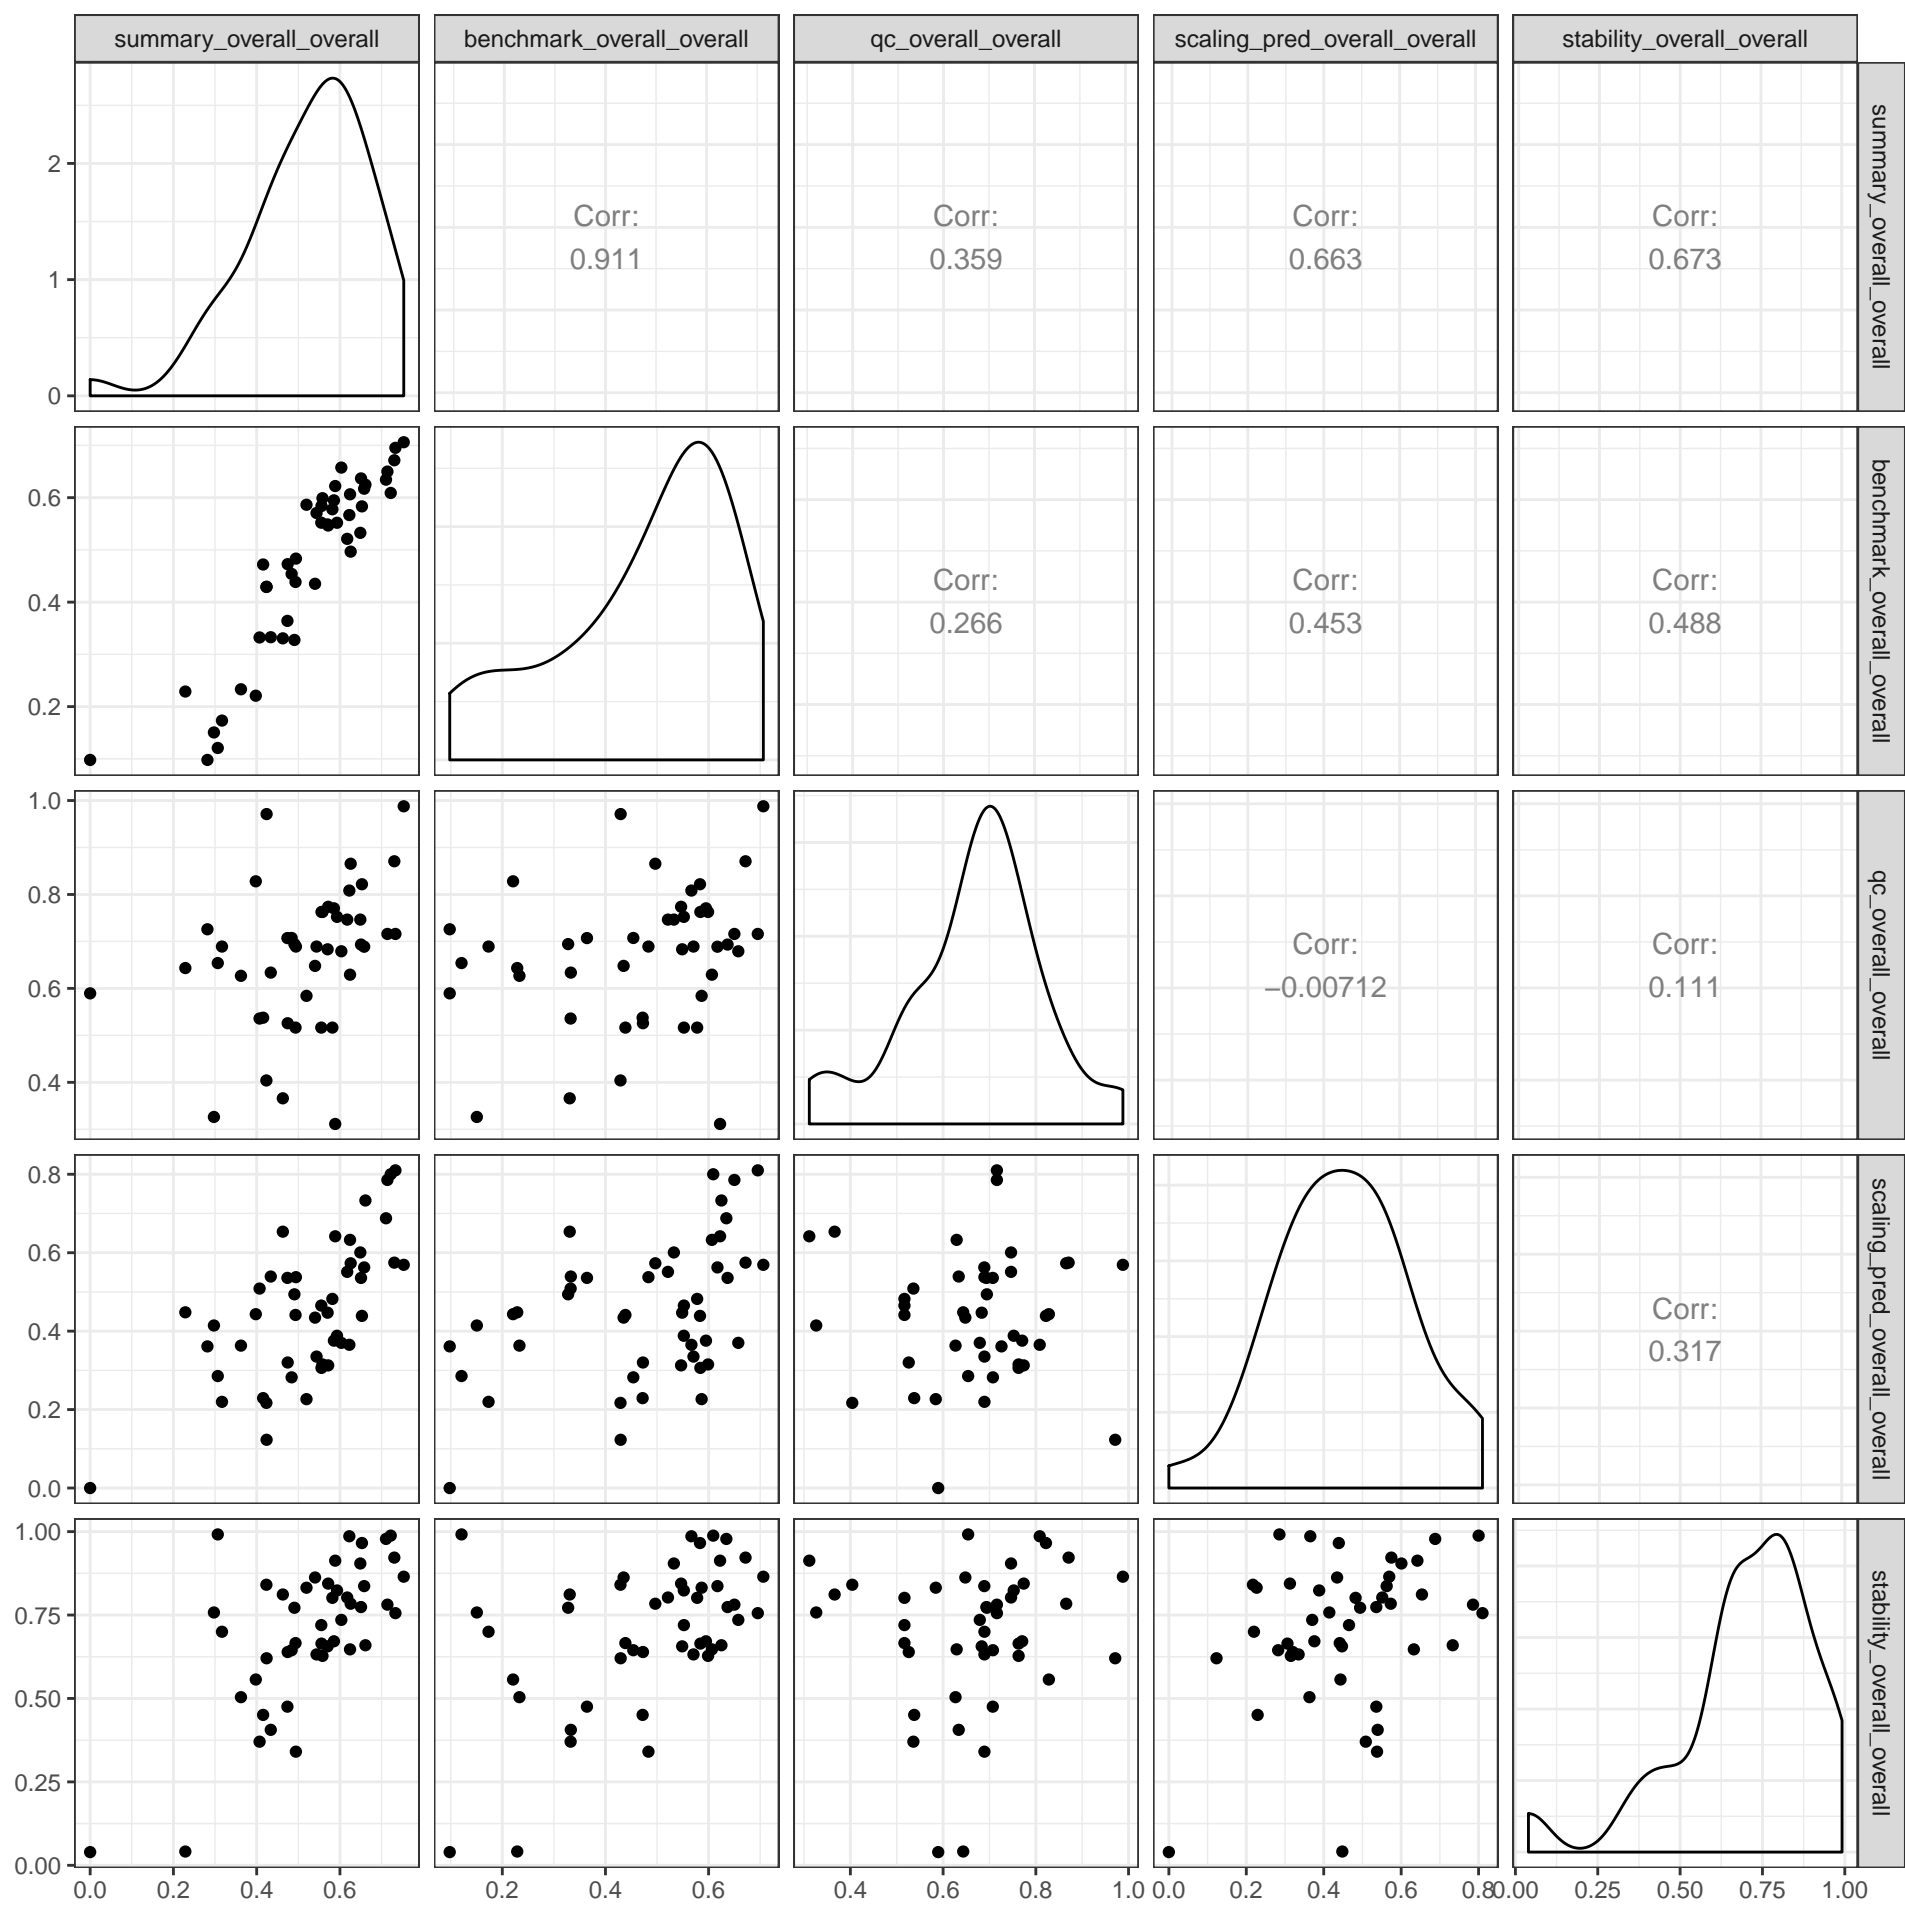 summary_overall_overall
benchmark_overall_overall
qc_overall_overall
scaling_pred_overall_overall
stability_overall_overall
2
1
0
Corr:
0.911
Corr:
0.359
Corr:
0.663
Corr:
0.673
summary_overall_overall
0.6
0.4
0.2
Corr:
0.266
Corr:
0.453
Corr:
0.488
benchmark_overall_overall
1.0
0.8
0.6
0.4
Corr:
−0.00712
Corr:
0.111
qc_overall_overall
0.8
0.6
0.4
0.2
0.0
Corr:
0.317
scaling_pred_overall_overall
1.00
0.75
0.50
0.25
0.00
stability_overall_overall
0.0 0.2 0.4 0.6
0.2 0.4 0.6
0.4 0.6 0.8 1.0
0.0 0.2 0.4 0.6 0.8
0.00 0.25 0.50 0.75 1.00